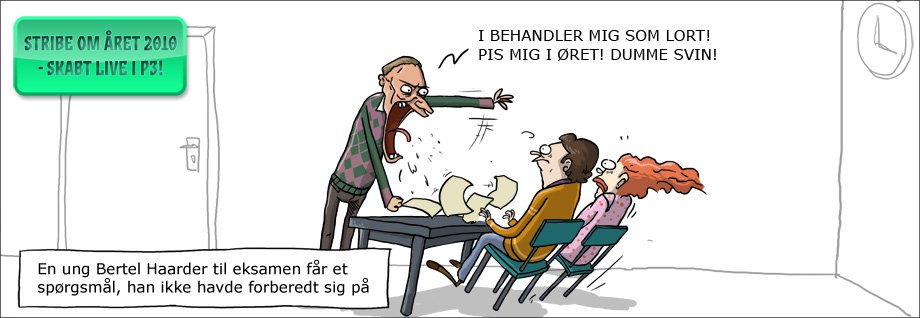 STRIBE OM ÅRET 2010
- SKABT LIVE I P3!
I BEHANDLER MIG SOM LORT!
PIS MIG I ØRET! DUMME SVIN!
En ung Bertel Haarder til eksamen får et
spørgsmål, han ikke havde forberedt sig på